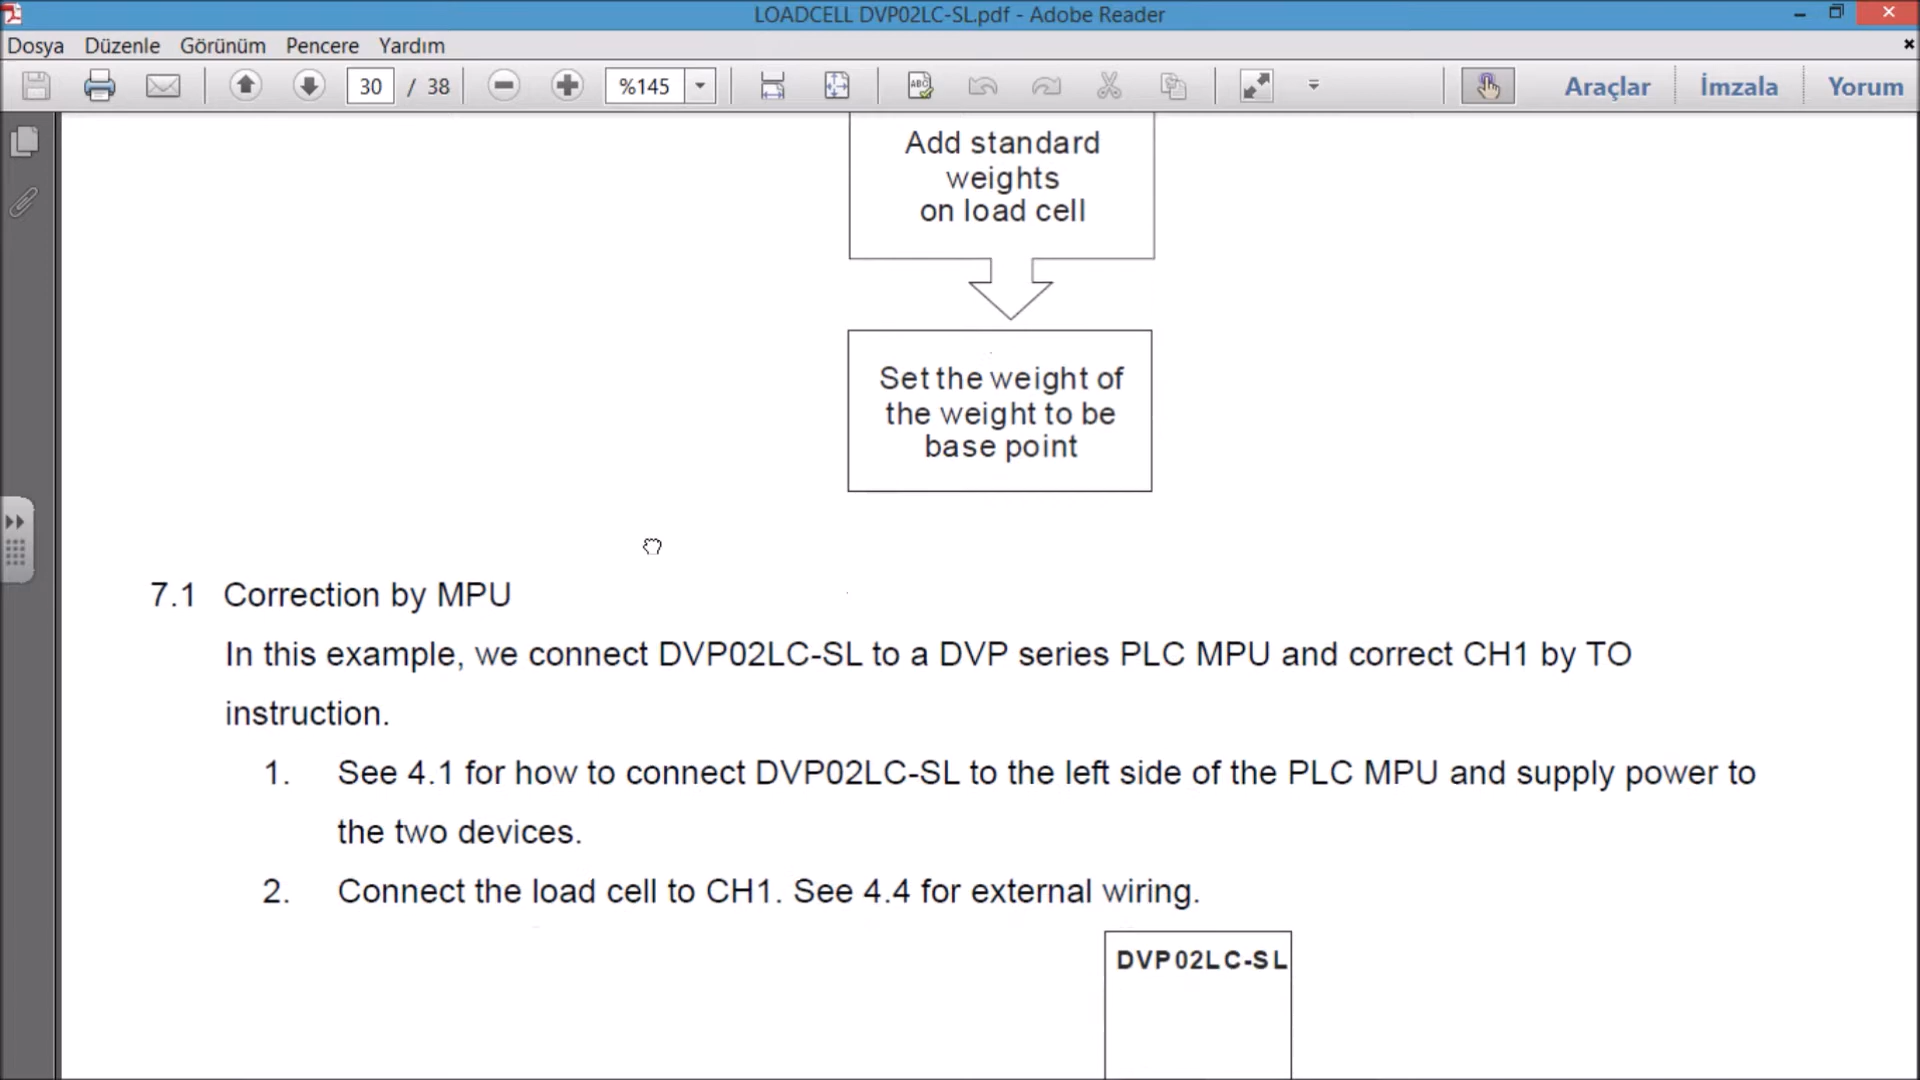 LOADCELL DVP02LC-SL.pdf - Adobe Reader
Dosya Düzenle Görünüm Pencere Yardım
30 / 38 %145 ABC Araçlar İmzala Yorum
Add standard
weights
on load cell
Set the weight of
the weight to be
base point
7.1 Correction by MPU
In this example, we connect DVP02LC-SL to a DVP series PLC MPU and correct CH1 by TO
instruction.
1. See 4.1 for how to connect DVP02LC-SL to the left side of the PLC MPU and supply power to
the two devices.
2. Connect the load cell to CH1. See 4.4 for external wiring.
DVP02LC-SL